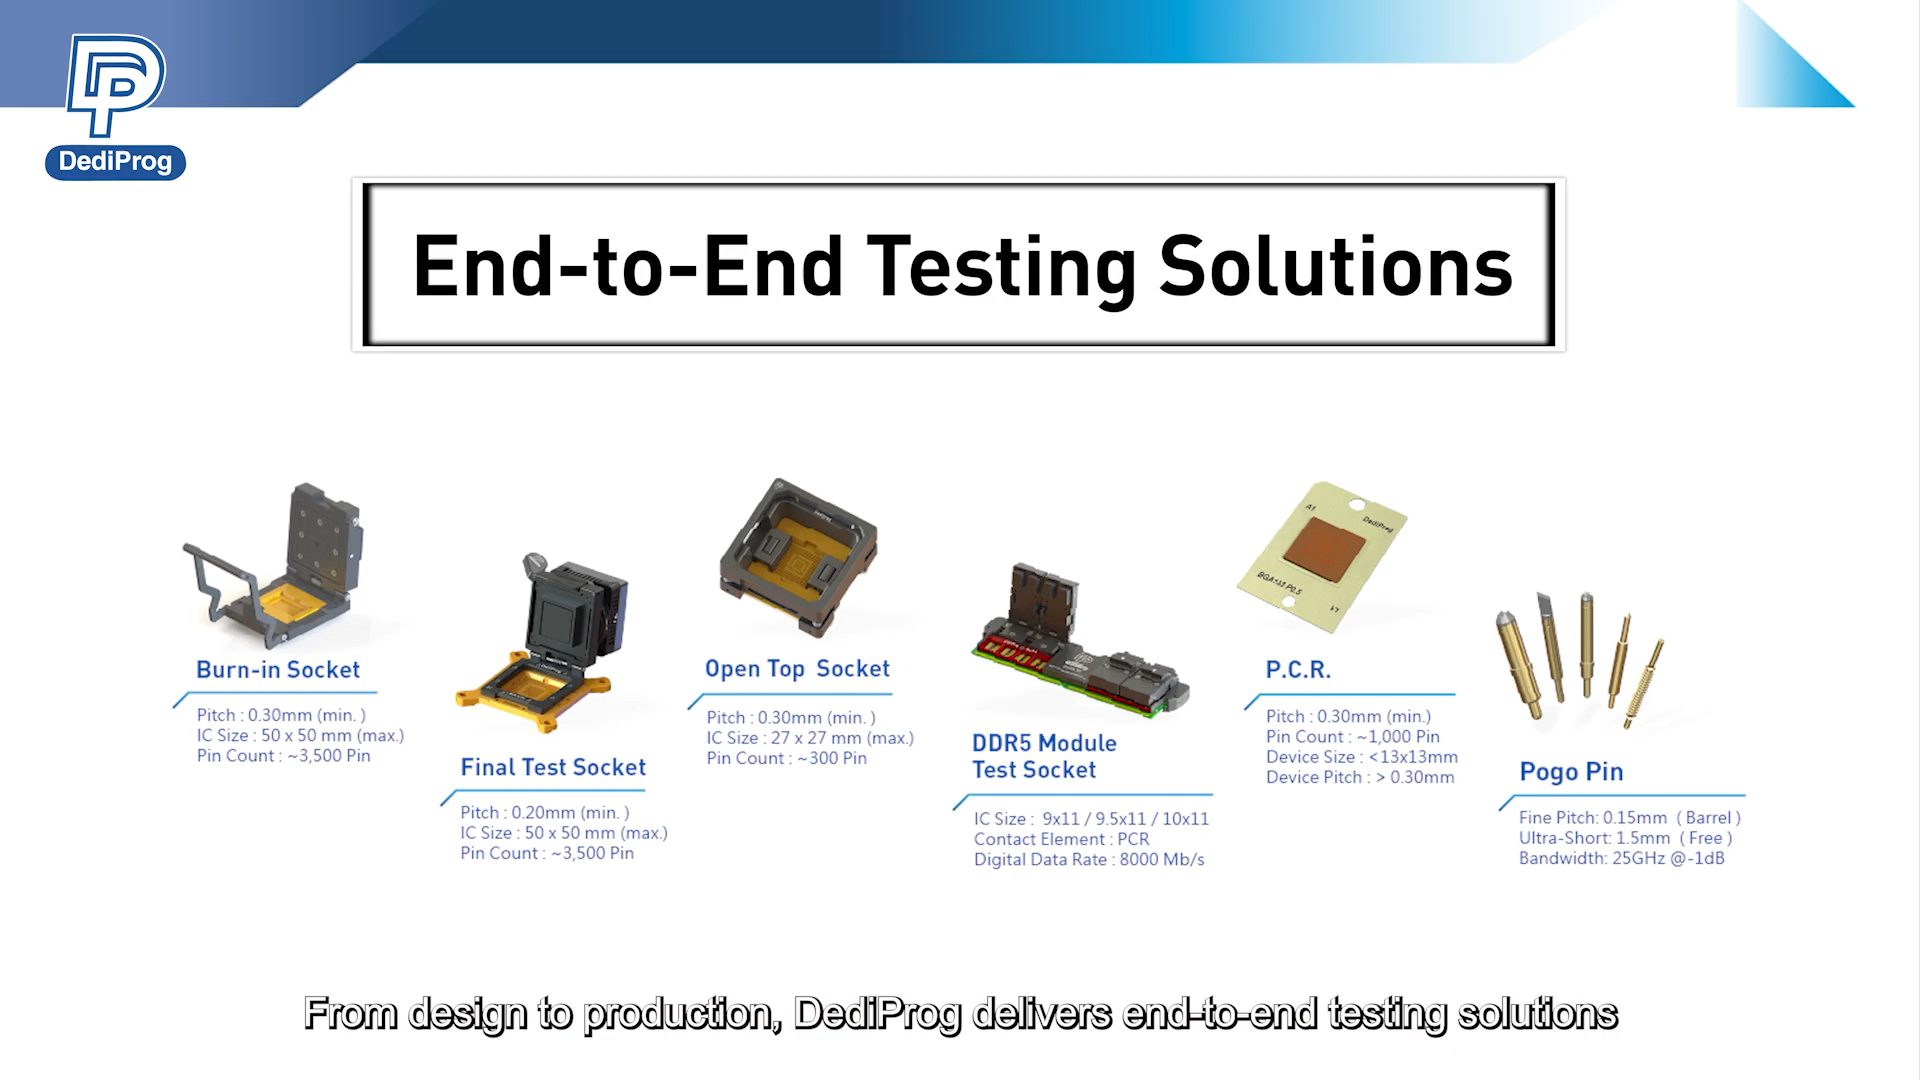 DediProg
End-to-End Testing Solutions
Burn-in Socket
Pitch : 0.30mm (min. )
IC Size : 50 x 50 mm (max.)
Pin Count : ~3,500 Pin
Final Test Socket
Pitch : 0.20mm (min. )
IC Size : 50 x 50 mm (max.)
Pin Count : ~3,500 Pin
Open Top Socket
Pitch : 0.30mm (min. )
IC Size : 27 x 27 mm (max.)
Pin Count : ~300 Pin
DDR5 Module
Test Socket
IC Size : 9x11 / 9.5x11 / 10x11
Contact Element : PCR
Digital Data Rate : 8000 Mb/s
A1
DediProg
BGA153 P0.5
V1
P.C.R.
Pitch : 0.30mm (min.)
Pin Count : ~1,000 Pin
Device Size : <13x13mm
Device Pitch : > 0.30mm
Pogo Pin
Fine Pitch: 0.15mm ( Barrel )
Ultra-Short: 1.5mm ( Free )
Bandwidth: 25GHz @-1dB
From design to production, DediProg delivers end-to-end testing solutions